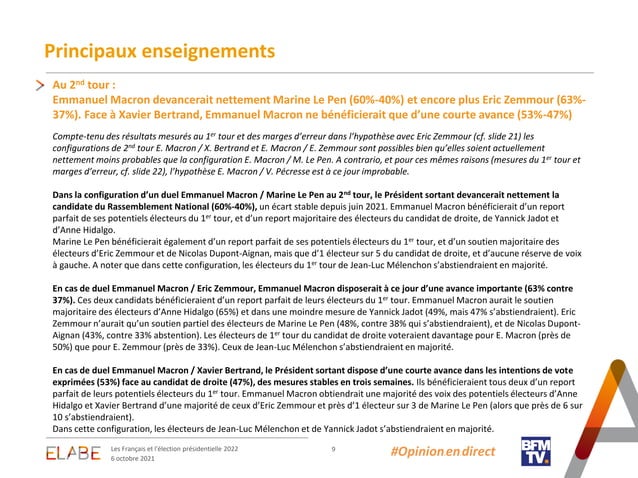 Principaux enseignements
Au 2nd tour :
Emmanuel Macron devancerait nettement Marine Le Pen (60%-40%) et encore plus Eric Zemmour (63%-
37%). Face à Xavier Bertrand, Emmanuel Macron ne bénéficierait que d’une courte avance (53%-47%)
Compte-tenu des résultats mesurés au 1er tour et des marges d’erreur dans l’hypothèse avec Eric Zemmour (cf. slide 21) les
configurations de 2nd tour E. Macron / X. Bertrand et E. Macron / E. Zemmour sont possibles bien qu’elles soient actuellement
nettement moins probables que la configuration E. Macron / M. Le Pen. A contrario, et pour ces mêmes raisons (mesures du 1er tour et
marges d’erreur, cf. slide 22), l’hypothèse E. Macron / V. Pécresse est à ce jour improbable.
Dans la configuration d’un duel Emmanuel Macron / Marine Le Pen au 2nd tour, le Président sortant devancerait nettement la
candidate du Rassemblement National (60%-40%), un écart stable depuis juin 2021. Emmanuel Macron bénéficierait d’un report
parfait de ses potentiels électeurs du 1er tour, et d’un report majoritaire des électeurs du candidat de droite, de Yannick Jadot et
d’Anne Hidalgo.
Marine Le Pen bénéficierait également d’un report parfait de ses potentiels électeurs du 1er tour, et d’un soutien majoritaire des
électeurs d’Eric Zemmour et de Nicolas Dupont-Aignan, mais que d’1 électeur sur 5 du candidat de droite, et d’aucune réserve de voix
à gauche. A noter que dans cette configuration, les électeurs du 1er tour de Jean-Luc Mélenchon s’abstiendraient en majorité.
En cas de duel Emmanuel Macron / Eric Zemmour, Emmanuel Macron disposerait à ce jour d’une avance importante (63% contre
37%). Ces deux candidats bénéficieraient d’un report parfait de leurs électeurs du 1er tour. Emmanuel Macron aurait le soutien
majoritaire des électeurs d’Anne Hidalgo (65%) et dans une moindre mesure de Yannick Jadot (49%, mais 47% s’abstiendraient). Eric
Zemmour n’aurait qu’un soutien partiel des électeurs de Marine Le Pen (48%, contre 38% qui s’abstiendraient), et de Nicolas Dupont-
Aignan (43%, contre 33% abstention). Les électeurs de 1er tour du candidat de droite voteraient davantage pour E. Macron (près de
50%) que pour E. Zemmour (près de 33%). Ceux de Jean-Luc Mélenchon s’abstiendraient en majorité.
En cas de duel Emmanuel Macron / Xavier Bertrand, le Président sortant dispose d’une courte avance dans les intentions de vote
exprimées (53%) face au candidat de droite (47%), des mesures stables en trois semaines. Ils bénéficieraient tous deux d’un report
parfait de leurs potentiels électeurs du 1er tour. Emmanuel Macron obtiendrait une majorité des voix des potentiels électeurs d’Anne
Hidalgo et Xavier Bertrand d’une majorité de ceux d’Eric Zemmour et près d’1 électeur sur 3 de Marine Le Pen (alors que près de 6 sur
10 s’abstiendraient).
Dans cette configuration, les électeurs de Jean-Luc Mélenchon et de Yannick Jadot s’abstiendraient en majorité.
ELABE
Les Français et l’élection présidentielle 2022
6 octobre 2021
9
#Opinion en direct
BFM
TV.